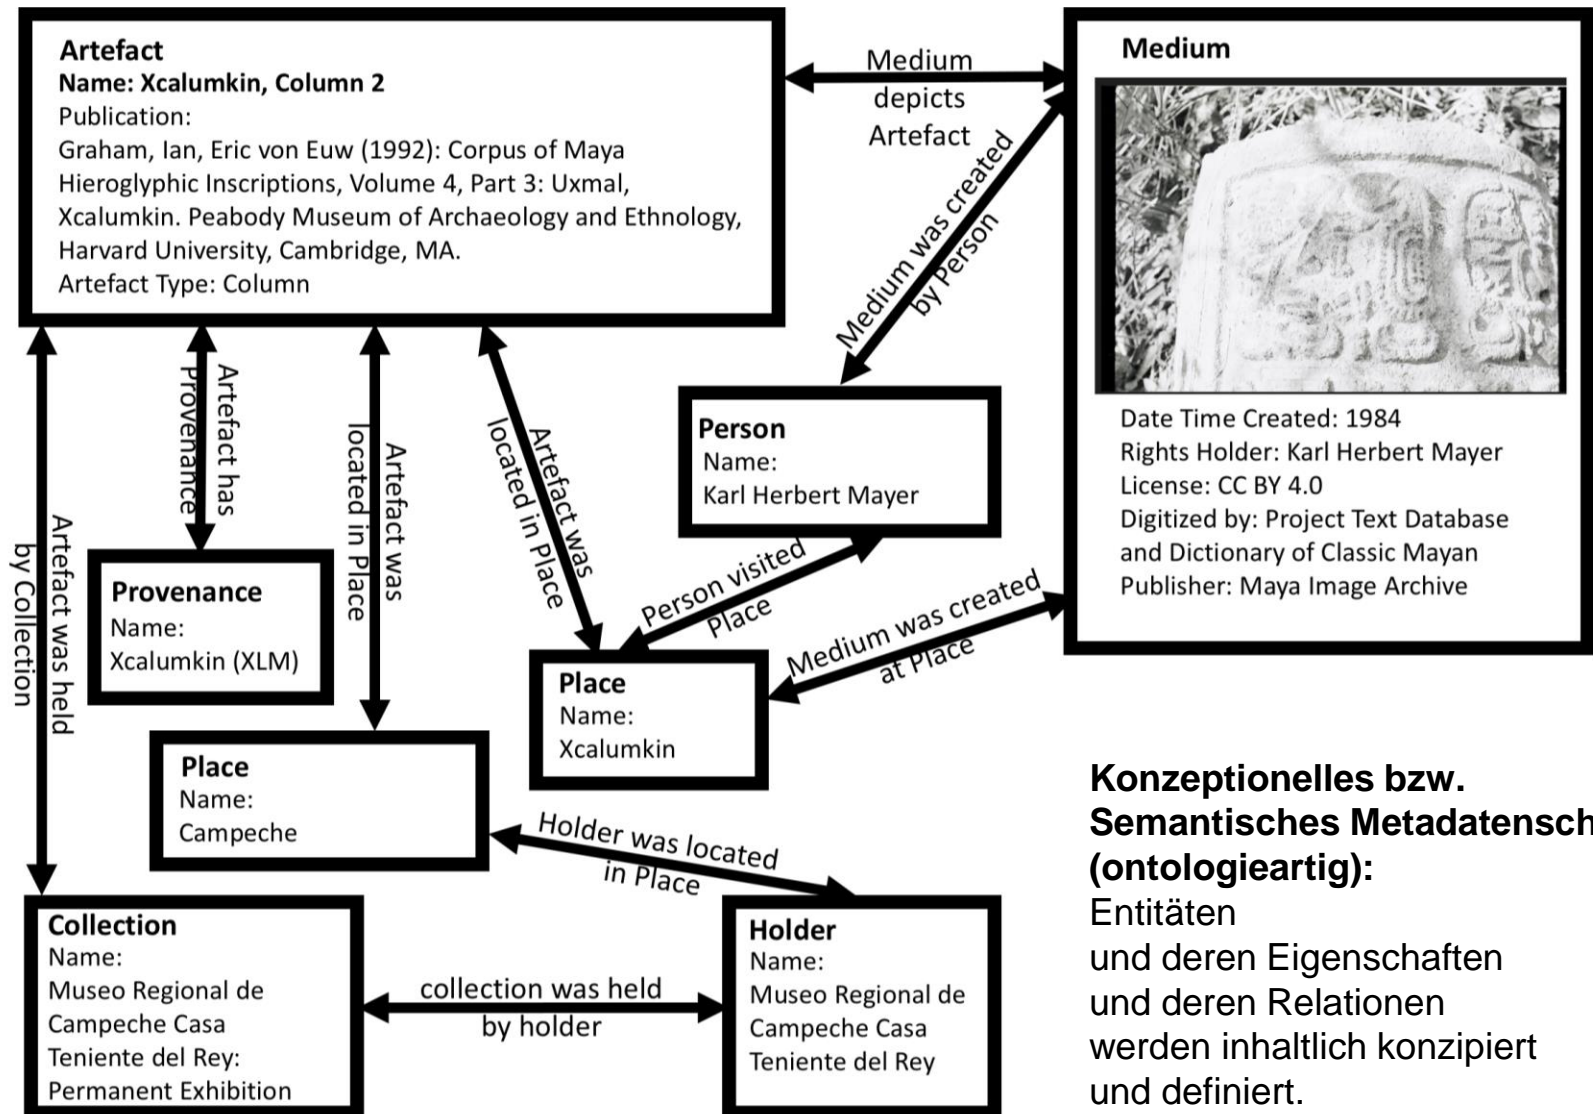 Artefact
Name: Xcalumkin, Column 2
Publication:
Graham, Ian, Eric von Euw (1992): Corpus of Maya
Hieroglyphic Inscriptions, Volume 4, Part 3: Uxmal,
Xcalumkin. Peabody Museum of Archaeology and Ethnology,
Harvard University, Cambridge, MA.
Artefact Type: Column
Medium
depicts
Artefact
Medium
Date Time Created: 1984
Rights Holder: Karl Herbert Mayer
License: CC BY 4.0
Digitized by: Project Text Database
and Dictionary of Classic Mayan
Publisher: Maya Image Archive
Medium was created
by Person
Person
Name:
Karl Herbert Mayer
Artefact was held
by Collection
Artefact has
Provenance
Artefact was
located in Place
Artefact was
located in Place
Person visited
Place
Medium was created
at Place
Provenance
Name:
Xcalumkin (XLM)
Place
Name:
Xcalumkin
Place
Name:
Campeche
Holder was located
in Place
Collection
Name:
Museo Regional de
Campeche Casa
Teniente del Rey:
Permanent Exhibition
collection was held
by holder
Holder
Name:
Museo Regional de
Campeche Casa
Teniente del Rey
Konzeptionelles bzw.
Semantisches Metadatensch
(ontologieartig):
Entitäten
und deren Eigenschaften
und deren Relationen
werden inhaltlich konzipiert
und definiert.